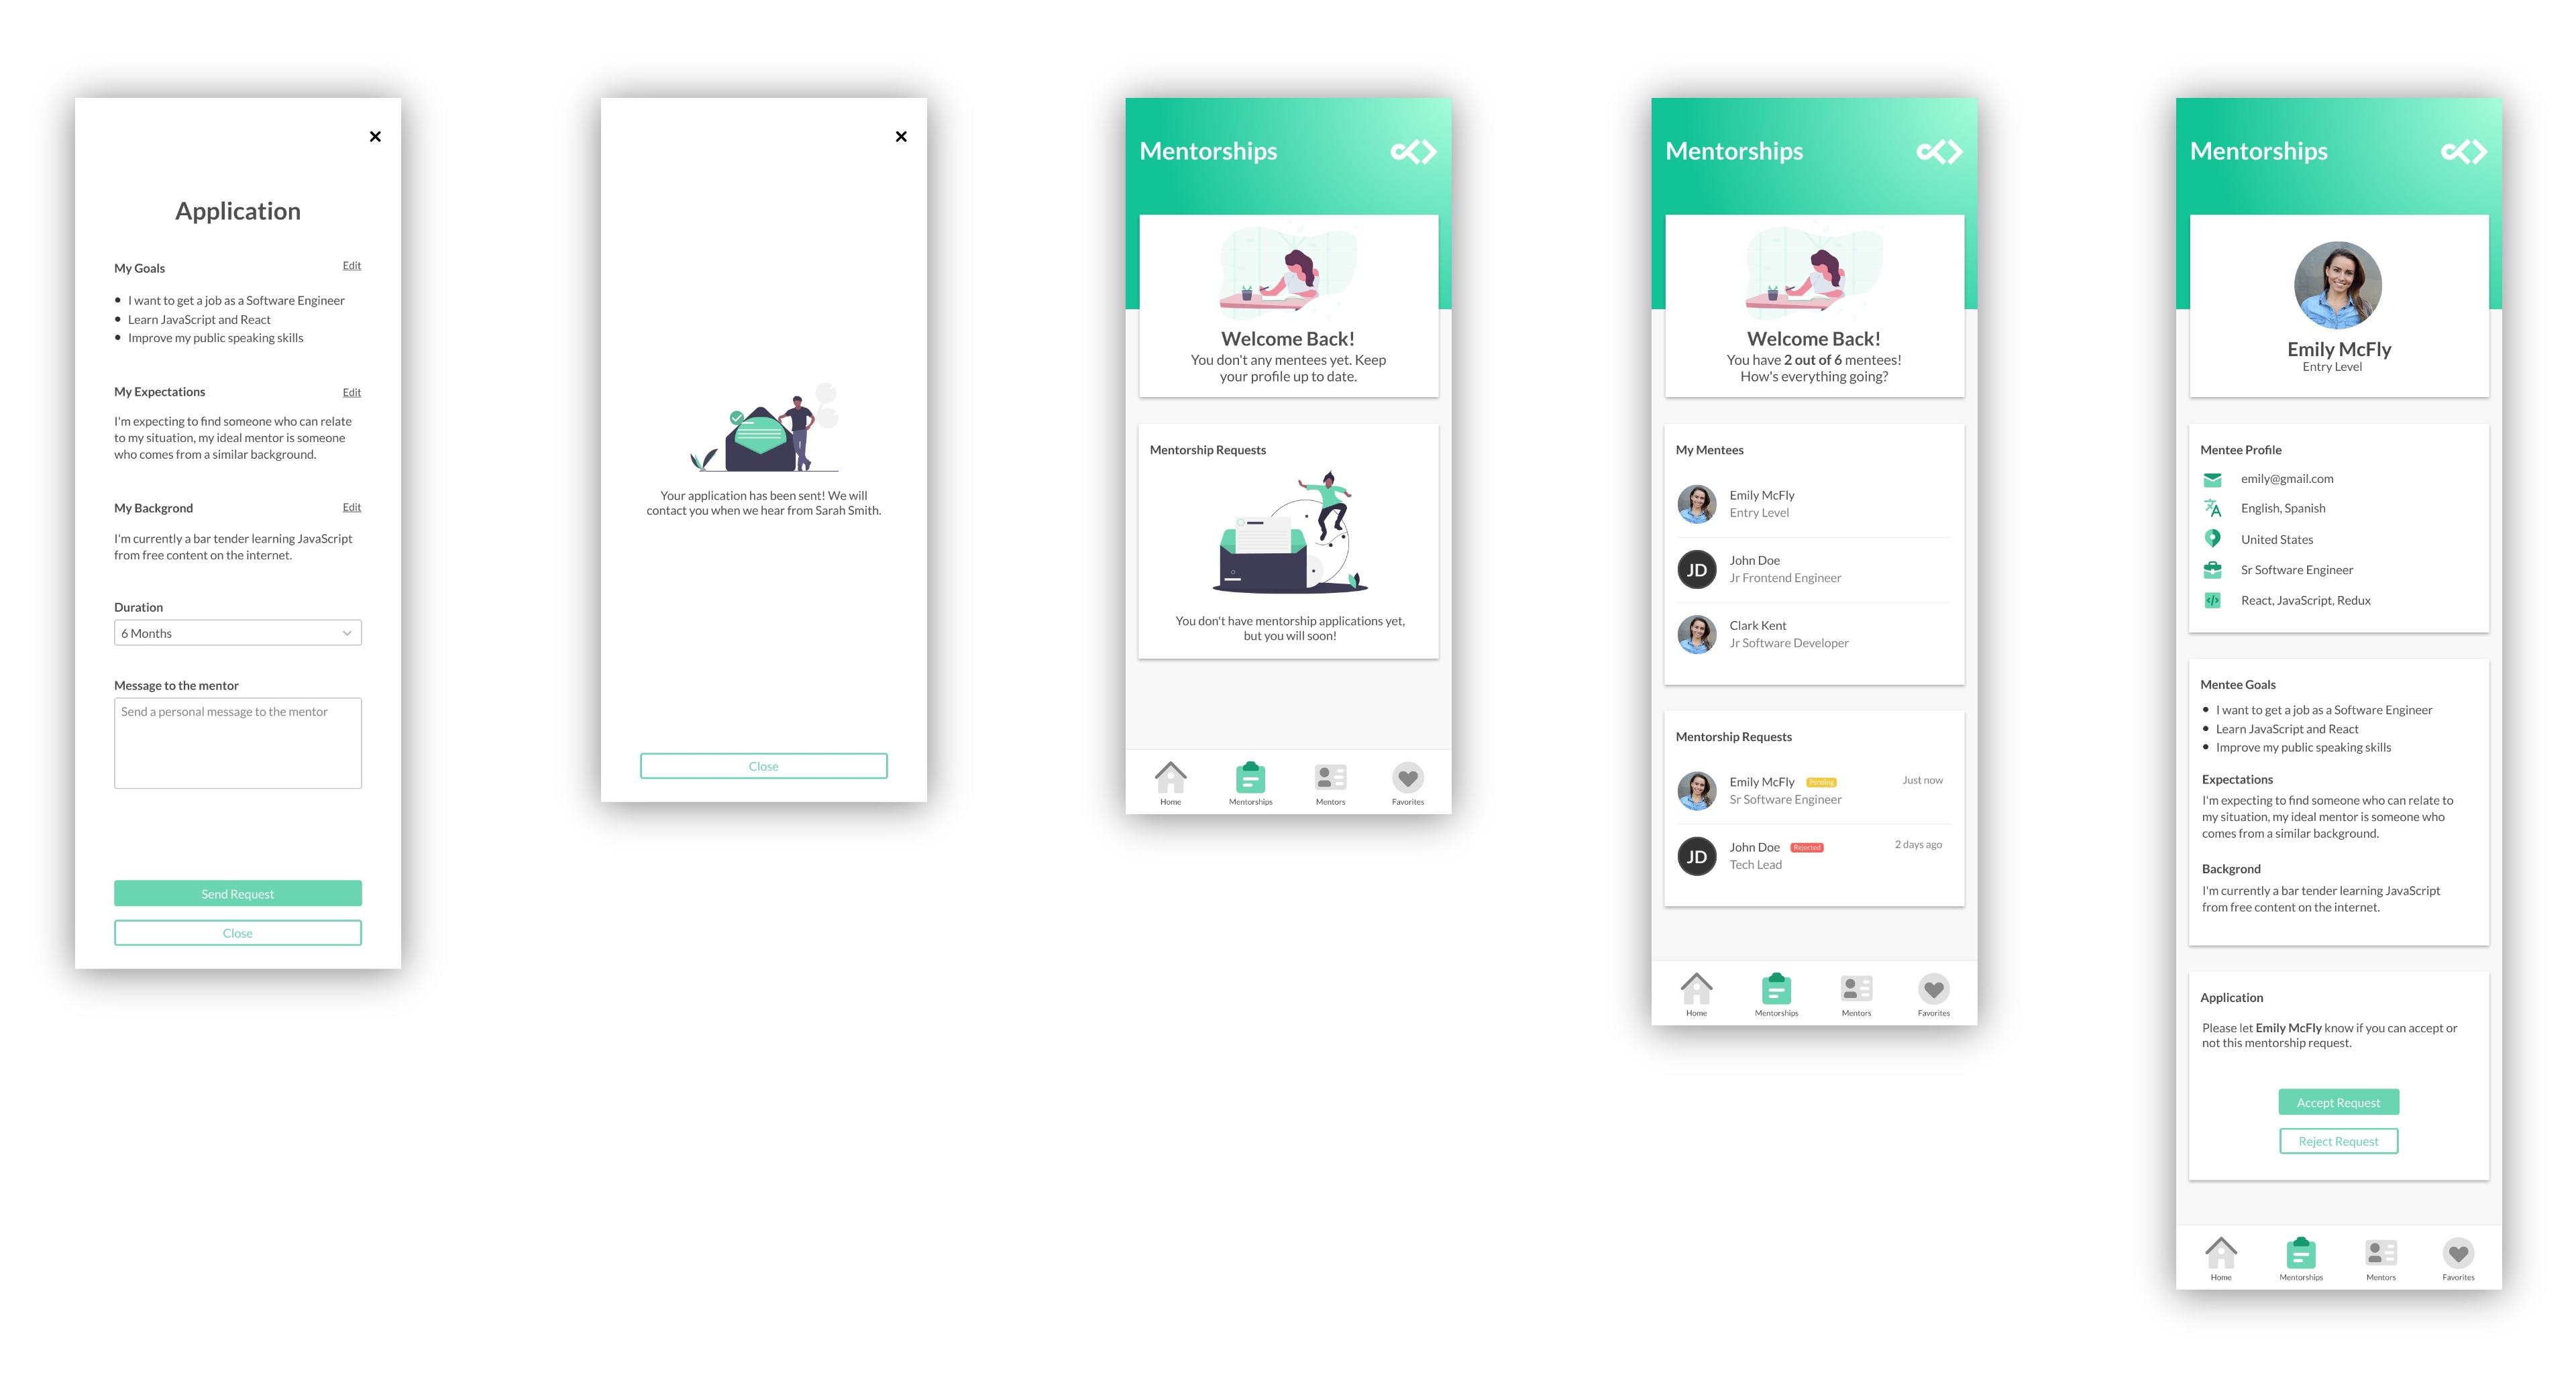 Application
My Goals
Edit
I want to get a job as a Software Engineer
Learn JavaScript and React
Improve my public speaking skills
My Expectations
Edit
I'm expecting to find someone who can relate
to my situation, my ideal mentor is someone
who comes from a similar background.
My Backgrond
Edit
I'm currently a bar tender learning JavaScript
from free content on the internet.
Duration
6 Months
Message to the mentor
Send a personal message to the mentor
Send Request
Close
Your application has been sent! We will
contact you when we hear from Sarah Smith.
Close
Mentorships
Welcome Back!
You don't any mentees yet. Keep
your profile up to date.
Mentorship Requests
You don't have mentorship applications yet,
but you will soon!
Home
Mentorships
Mentors
Favorites
Mentorships
Welcome Back!
You have 2 out of 6 mentees!
How's everything going?
My Mentees
Emily McFly
Entry Level
JD
John Doe
Jr Frontend Engineer
Clark Kent
Jr Software Developer
Mentorship Requests
Emily McFly
Pending
Just now
Sr Software Engineer
JD
John Doe
Rejected
2 days ago
Tech Lead
Home
Mentorships
Mentors
Favorites
Mentorships
Emily McFly
Entry Level
Mentee Profile
emily@gmail.com
English, Spanish
United States
Sr Software Engineer
React, JavaScript, Redux
Mentee Goals
I want to get a job as a Software Engineer
Learn JavaScript and React
Improve my public speaking skills
Expectations
I'm expecting to find someone who can relate to
my situation, my ideal mentor is someone who
comes from a similar background.
Backgrond
I'm currently a bar tender learning JavaScript
from free content on the internet.
Application
Please let Emily McFly know if you can accept or
not this mentorship request.
Accept Request
Reject Request
Home
Mentorships
Mentors
Favorites